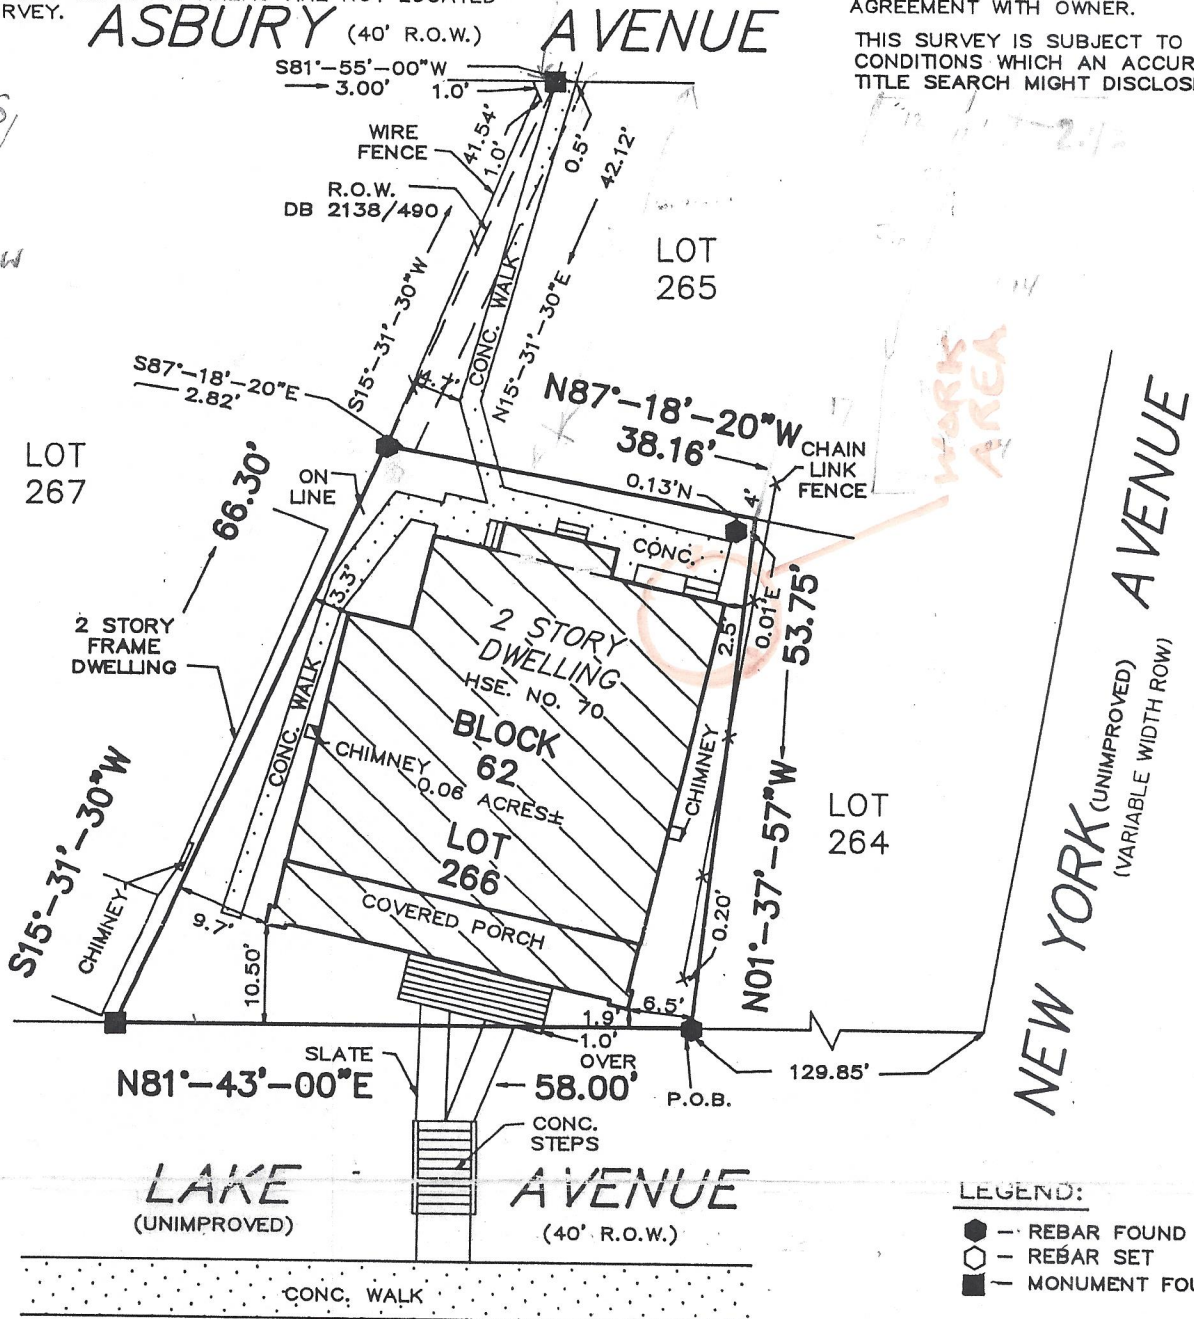 RVEY.
ASBURY (40' R.O.W.) AVENUE
AGREEMENT WITH OWNER.
THIS SURVEY IS SUBJECT TO
CONDITIONS WHICH AN ACCUR
TITLE SEARCH MIGHT DISCLOS
S81°-55'-00"W
3.00'
1.0'
WIRE
FENCE
41.54'
1.0'
0.5'
42.12'
R.O.W.
DB 2138/490
LOT
265
S15°-31'-30"W
CONC. WALK
N15°-31'-30"E
4.7'
S87°-18'-20"E
2.82'
N87°-18'-20"W
38.16'
CHAIN
LINK
FENCE
WORK
AREA
LOT
267
66.30'
ON
LINE
0.13'N
4'
CONC.
3.3'
2.5'
0.01'E
53.75'
2 STORY
FRAME
DWELLING
2 STORY
DWELLING
HSE. NO. 70
CONC. WALK
BLOCK
62
CHIMNEY
0.06 ACRES±
CHIMNEY
LOT
266
LOT
264
NEW YORK AVENUE
(UNIMPROVED)
(VARIABLE WIDTH ROW)
COVERED PORCH
S15°-31'-30"W
CHIMNEY
9.7'
10.50'
0.20'
N01°-37'-57"W
6.5'
1.9'
1.0'
OVER
SLATE
N81°-43'-00"E
58.00'
P.O.B.
129.85'
CONC.
STEPS
LAKE AVENUE
(UNIMPROVED)
(40' R.O.W.)
LEGEND:
— REBAR FOUND
— REBAR SET
— MONUMENT FOU
CONC. WALK